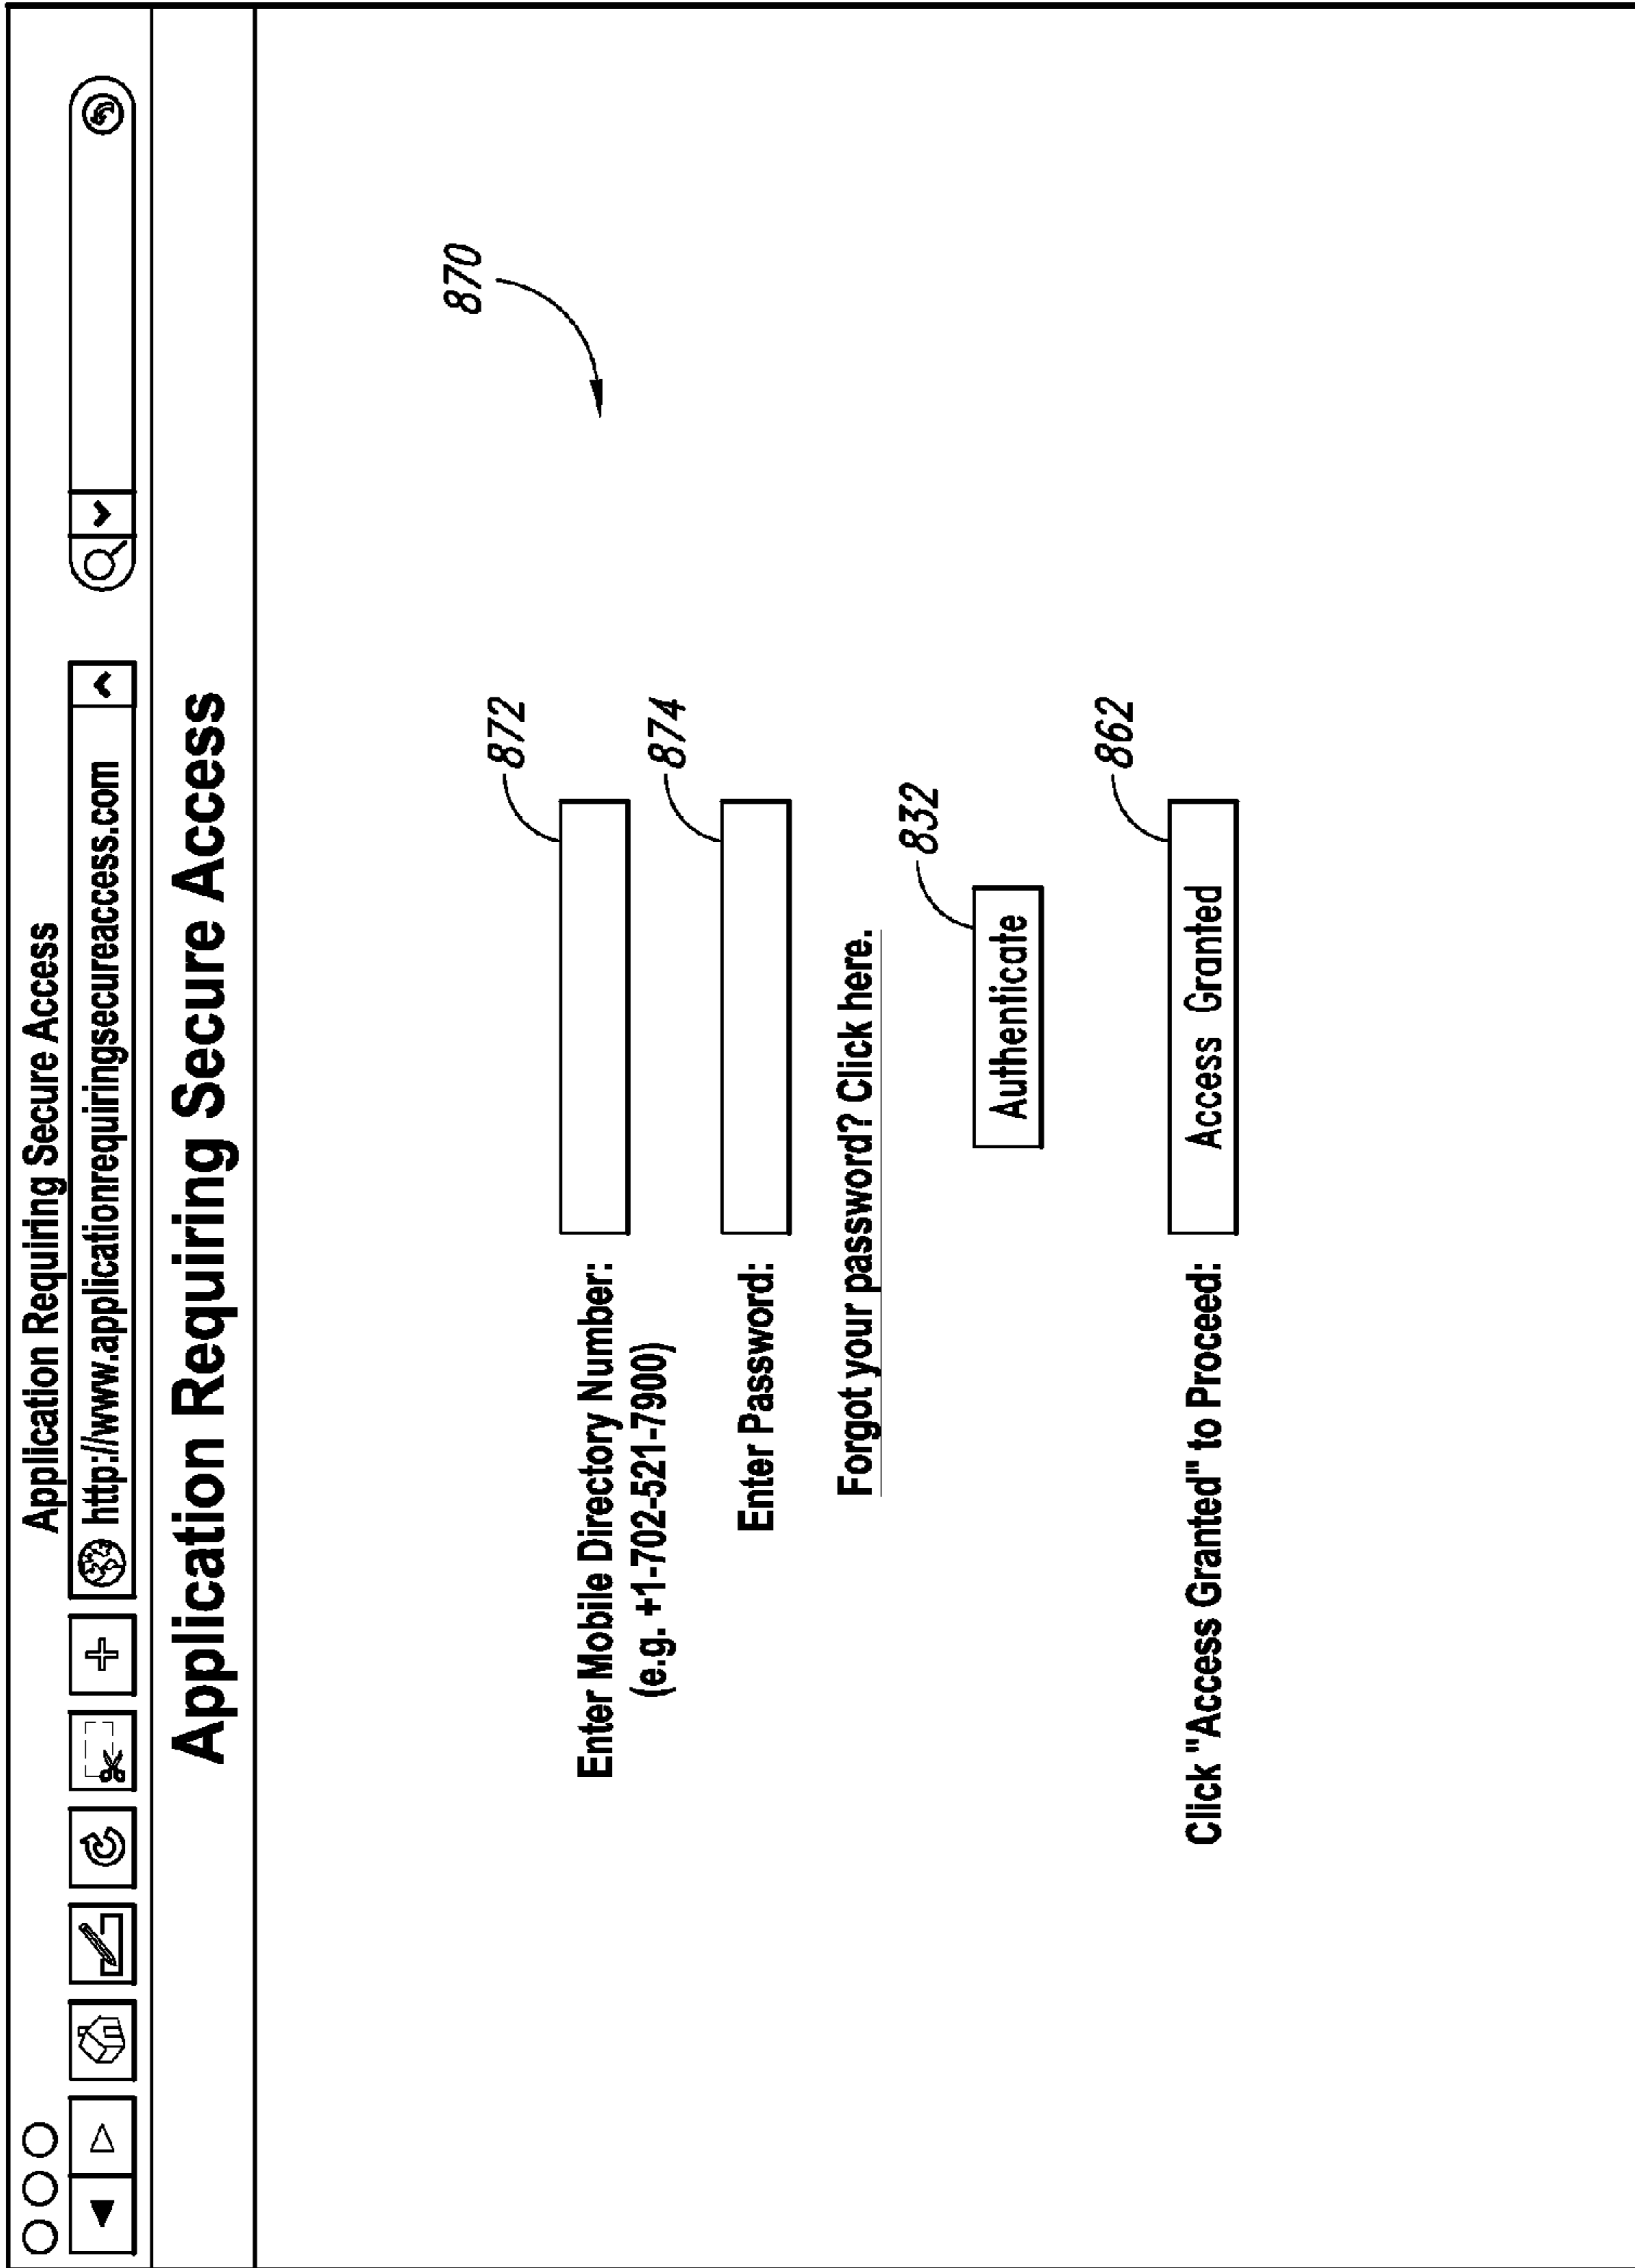 Application Requiring Secure Access
http://www.applicationrequiringsecureaccess.com
Application Requiring Secure Access
870
872
Enter Mobile Directory Number:
(e.g. +1-702-521-7900)
874
Enter Password:
Forgot your password? Click here.
832
Authenticate
862
Click "Access Granted" to Proceed: Access Granted